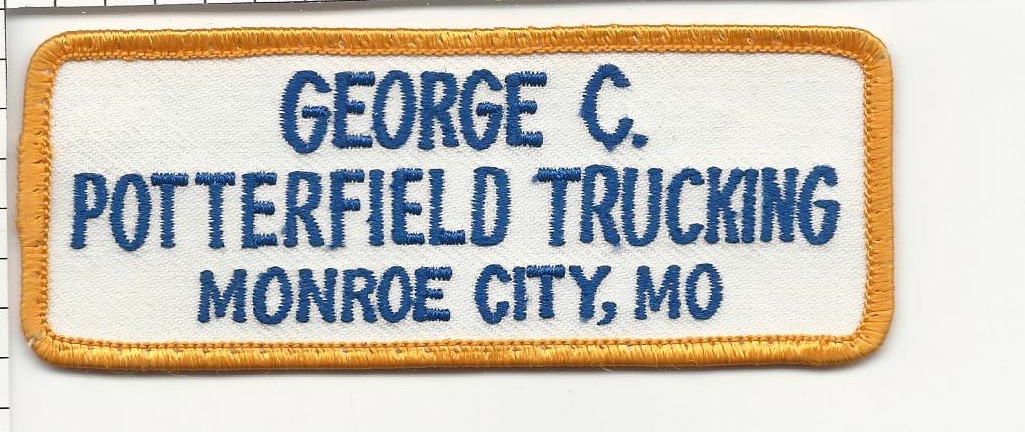 GEORGE C.
POTTERFIELD TRUCKING
MONROE CITY, MO